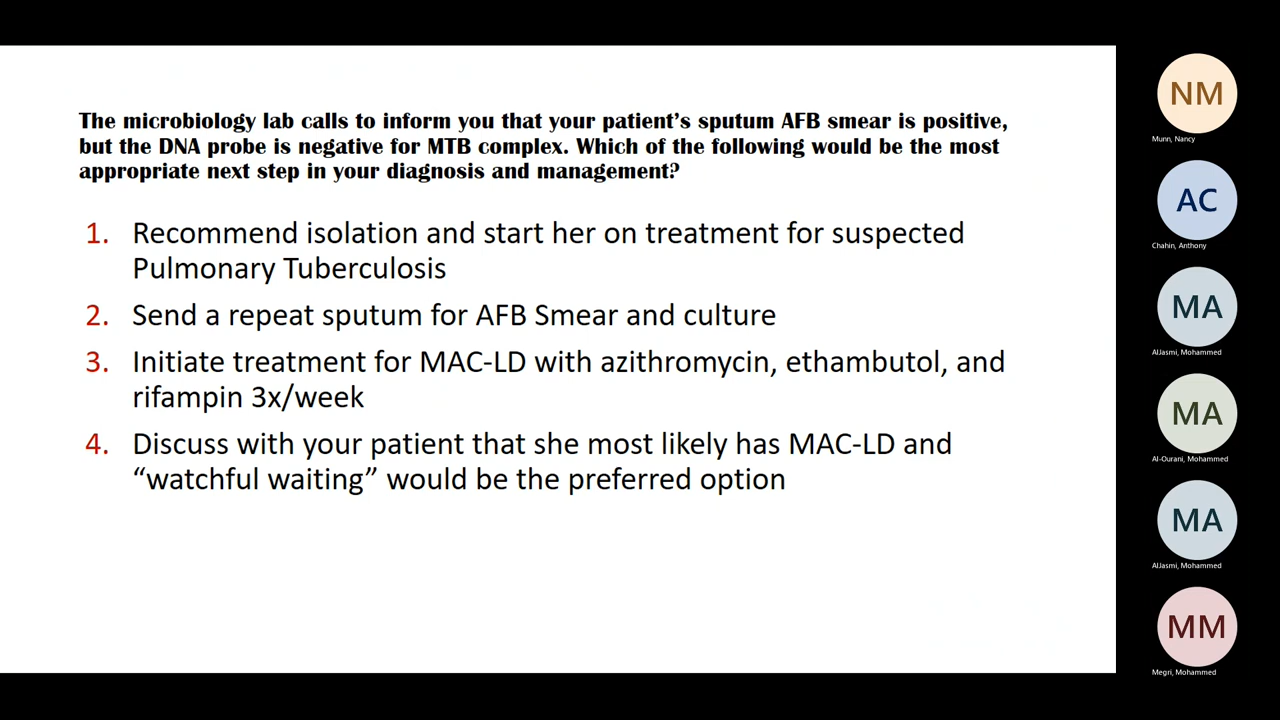 The microbiology lab calls to inform you that your patient's sputum AFB smear is positive,
but the DNA probe is negative for MTB complex. Which of the following would be the most
appropriate next step in your diagnosis and management?
1. Recommend isolation and start her on treatment for suspected
Pulmonary Tuberculosis
2. Send a repeat sputum for AFB Smear and culture
3. Initiate treatment for MAC-LD with azithromycin, ethambutol, and
rifampin 3x/week
4. Discuss with your patient that she most likely has MAC-LD and
“watchful waiting” would be the preferred option
NM
Munn, Nancy
AC
Chahin, Anthony
MA
AlJasmi, Mohammed
MA
Al-Ourani, Mohammed
MA
AlJasmi, Mohammed
MM
Megri, Mohammed